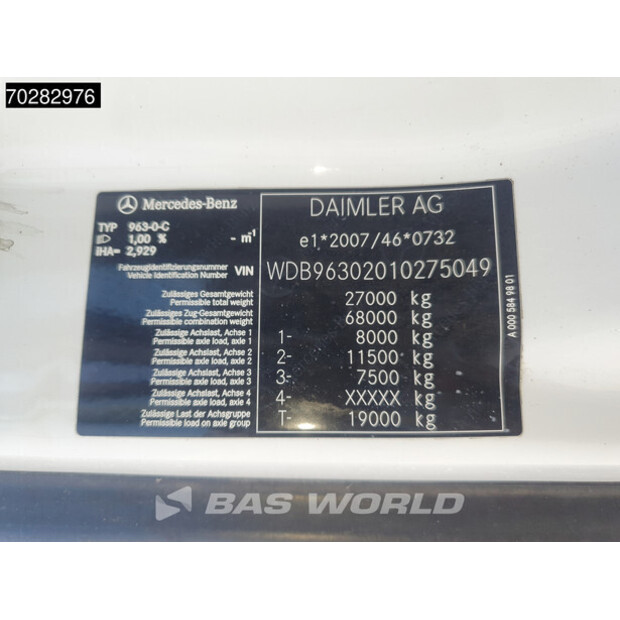 70282976
Mercedes-Benz
DAIMLER AG
TYP 963-0-C
1,00 % - m⁻¹
e1*2007/46*0732
IHA= 2,929
Fahrzeugidentifizierungsnummer
Vehicle Identification Number VIN WDB96302010275049
Zulässiges Gesamtgewicht
Permissible total weight 27000 kg
Zulässiges Zug-Gesamtgewicht
Permissible combination weight 68000 kg
Zulässige Achslast, Achse 1
Permissible axle load, axle 1 1- 8000 kg
Zulässige Achslast, Achse 2
Permissible axle load, axle 2 2- 11500 kg
Zulässige Achslast, Achse 3
Permissible axle load, axle 3 3- 7500 kg
Zulässige Achslast, Achse 4
Permissible axle load, axle 4 4- XXXXX kg
Zulässige Last der Achsgruppe
Permissible load on axle group T- 19000 kg
A 000 584 98 01
BAS WORLD